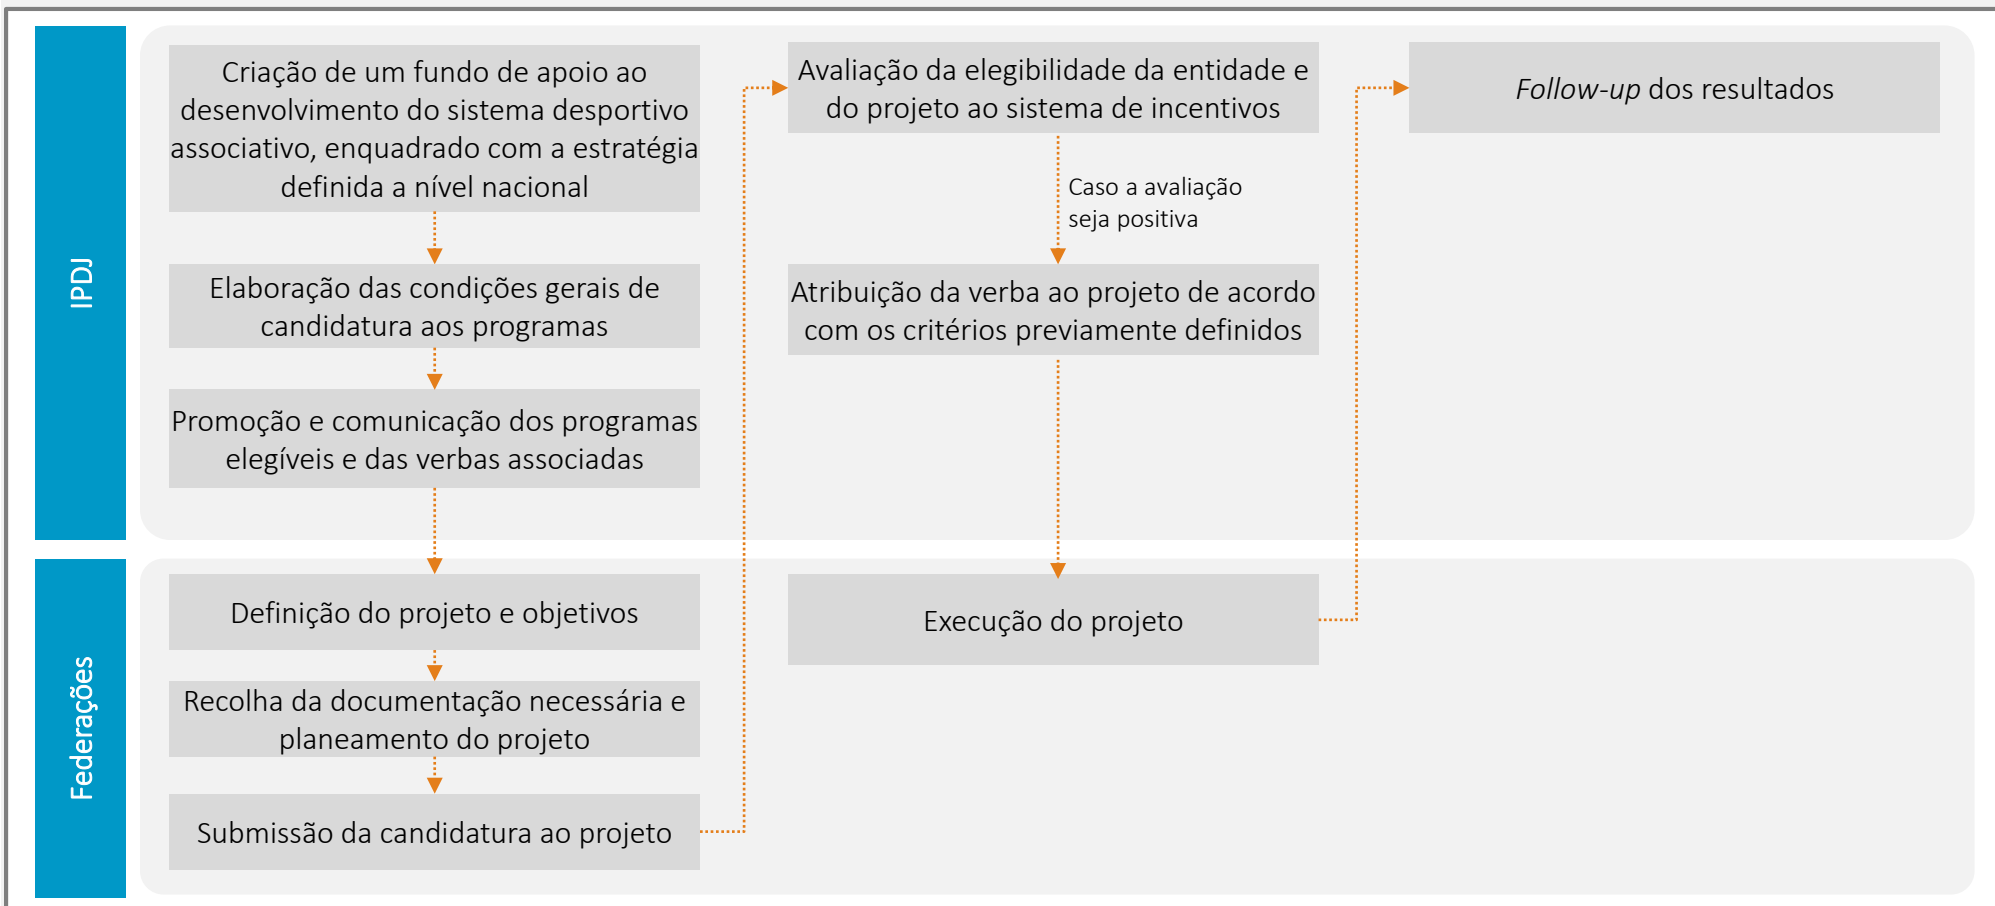 IPDJ
Criação de um fundo de apoio ao
desenvolvimento do sistema desportivo
associativo, enquadrado com a estratégia
definida a nível nacional
Elaboração das condições gerais de
candidatura aos programas
Promoção e comunicação dos programas
elegíveis e das verbas associadas
Avaliação da elegibilidade da entidade e
do projeto ao sistema de incentivos
Caso a avaliação
seja positiva
Atribuição da verba ao projeto de acordo
com os critérios previamente definidos
Follow-up dos resultados
Federações
Definição do projeto e objetivos
Recolha da documentação necessária e
planeamento do projeto
Submissão da candidatura ao projeto
Execução do projeto